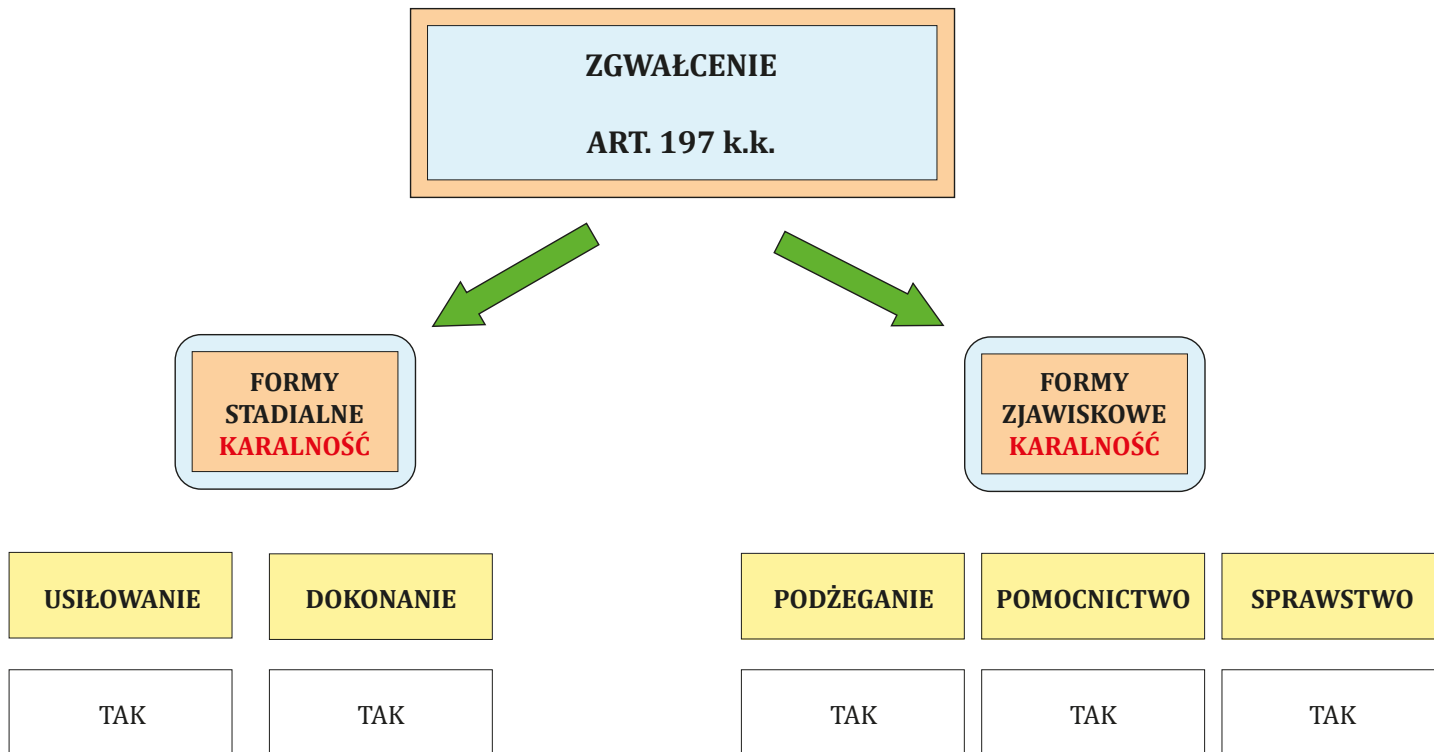 ZGWAŁCENIE
ART. 197 k.k.
FORMY
STADIALNE
KARALNOŚĆ
FORMY
ZJAWISKOWE
KARALNOŚĆ
USIŁOWANIE
DOKONANIE
PODŻEGANIE
POMOCNICTWO
SPRAWSTWO
TAK
TAK
TAK
TAK
TAK